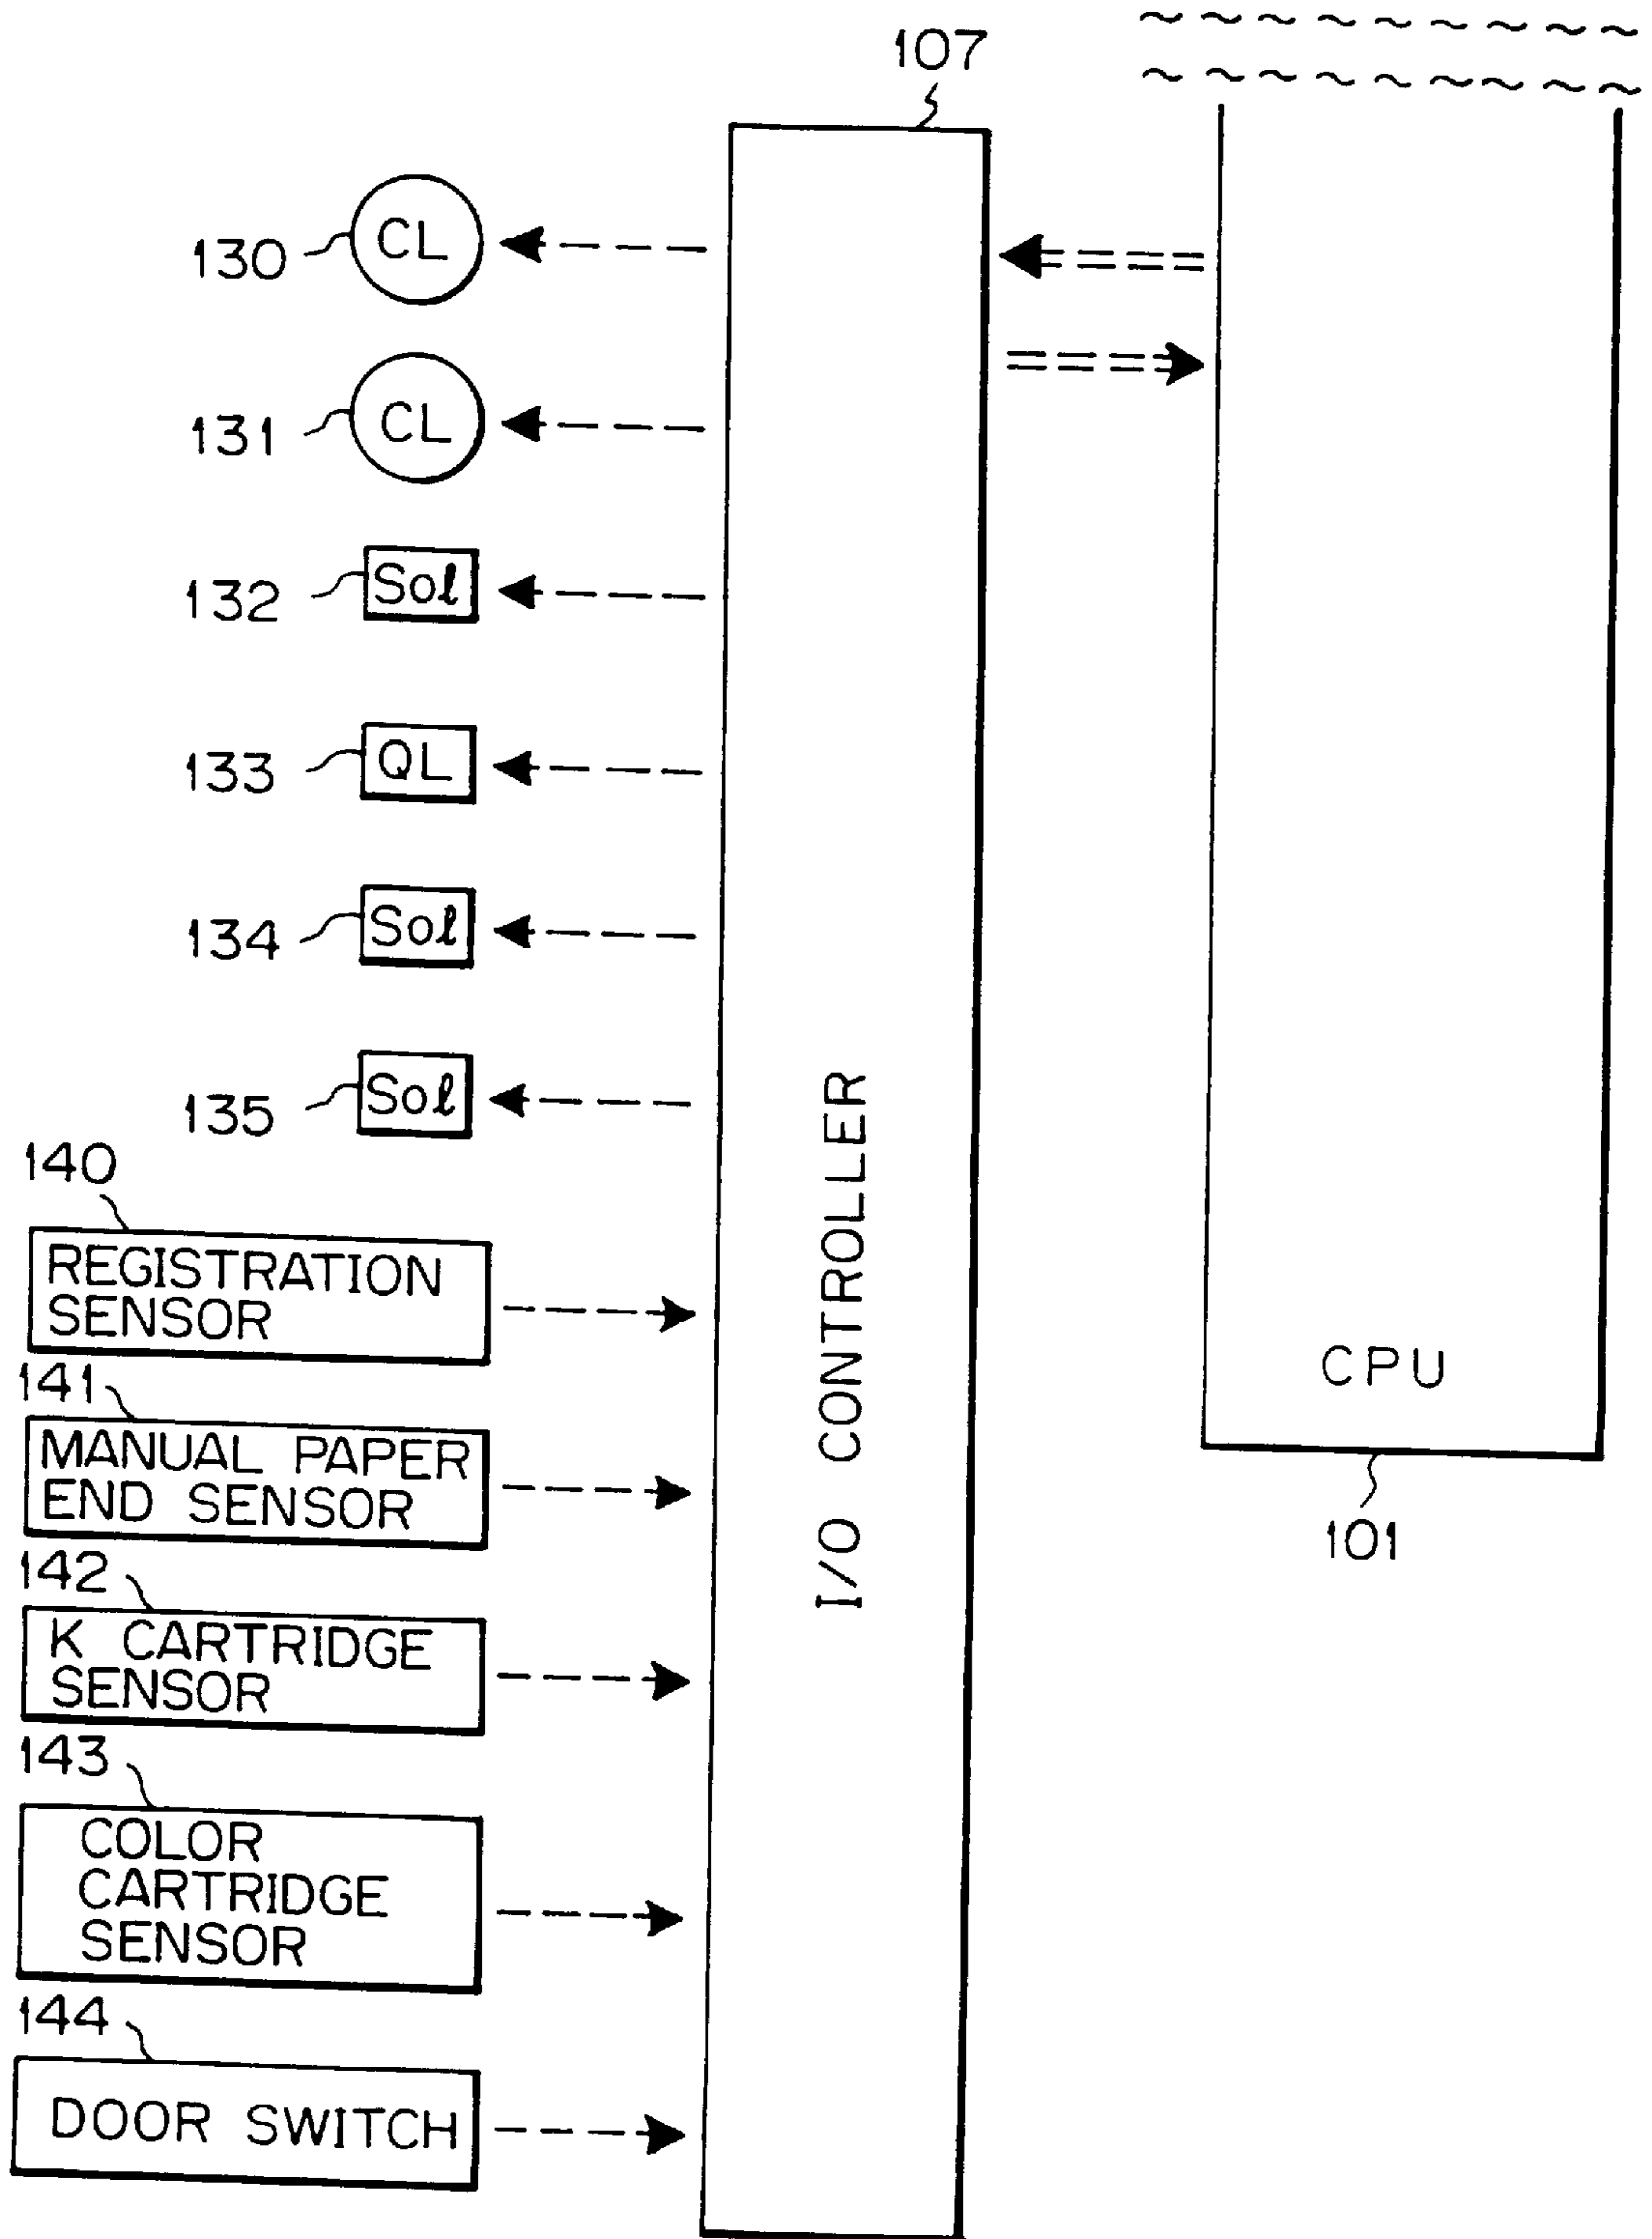 107
130
CL
131
CL
132
Sol
133
QL
134
Sol
135
Sol
140
REGISTRATION
SENSOR
141
MANUAL PAPER
END SENSOR
142
K CARTRIDGE
SENSOR
143
COLOR
CARTRIDGE
SENSOR
144
DOOR SWITCH
I/O CONTROLLER
CPU
101